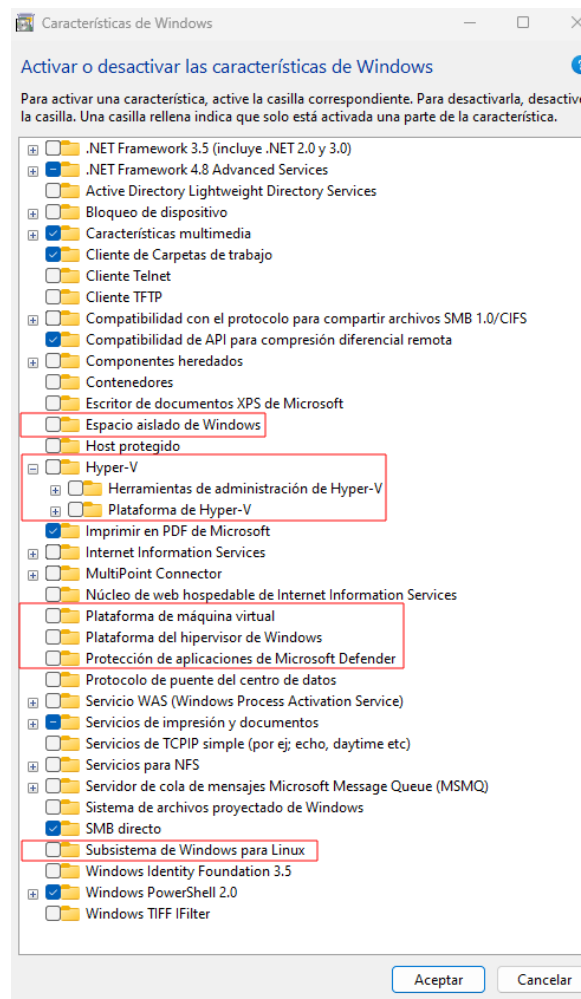 Características de Windows
Activar o desactivar las características de Windows
Para activar una característica, active la casilla correspondiente. Para desactivarla, desactive
la casilla. Una casilla rellena indica que solo está activada una parte de la característica.
.NET Framework 3.5 (incluye .NET 2.0 y 3.0)
.NET Framework 4.8 Advanced Services
Active Directory Lightweight Directory Services
Bloqueo de dispositivo
Características multimedia
Cliente de Carpetas de trabajo
Cliente Telnet
Cliente TFTP
Compatibilidad con el protocolo para compartir archivos SMB 1.0/CIFS
Compatibilidad de API para compresión diferencial remota
Componentes heredados
Contenedores
Escritor de documentos XPS de Microsoft
Espacio aislado de Windows
Host protegido
Hyper-V
Herramientas de administración de Hyper-V
Plataforma de Hyper-V
Imprimir en PDF de Microsoft
Internet Information Services
MultiPoint Connector
Núcleo de web hospedable de Internet Information Services
Plataforma de máquina virtual
Plataforma del hipervisor de Windows
Protección de aplicaciones de Microsoft Defender
Protocolo de puente del centro de datos
Servicio WAS (Windows Process Activation Service)
Servicios de impresión y documentos
Servicios de TCPIP simple (por ej; echo, daytime etc)
Servicios para NFS
Servidor de cola de mensajes Microsoft Message Queue (MSMQ)
Sistema de archivos proyectado de Windows
SMB directo
Subsistema de Windows para Linux
Windows Identity Foundation 3.5
Windows PowerShell 2.0
Windows TIFF IFilter
Aceptar
Cancelar